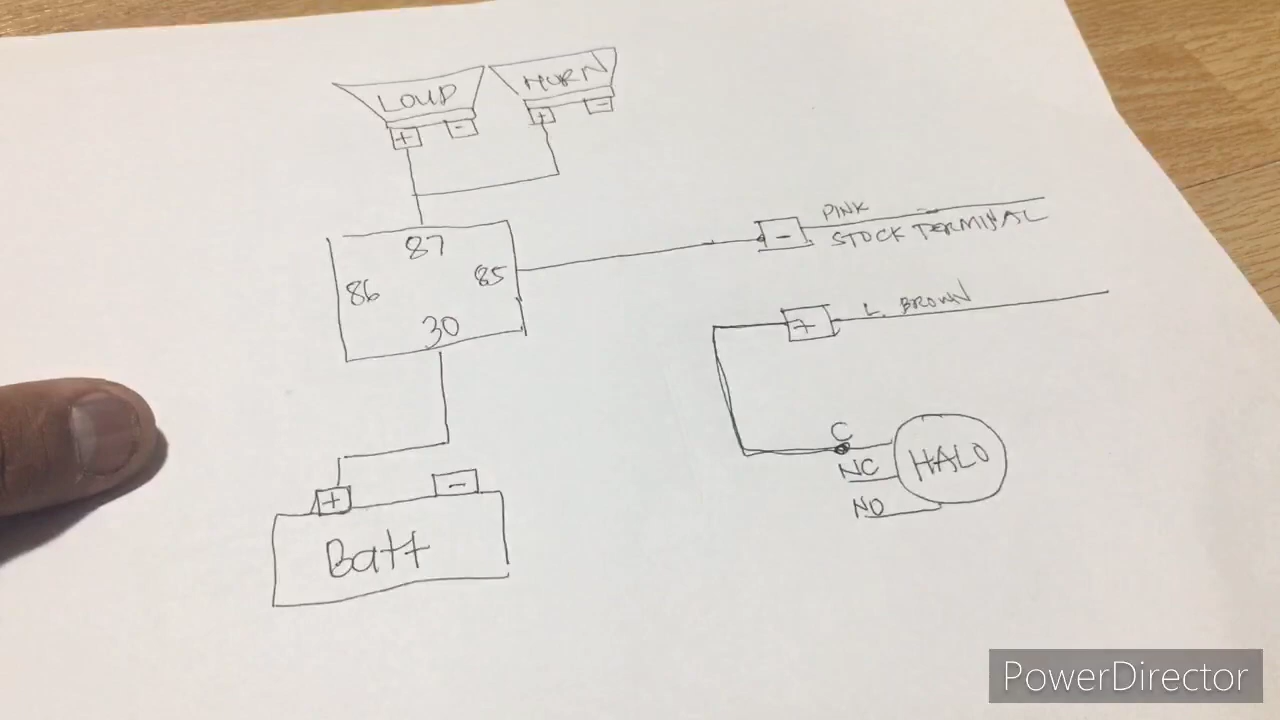 LOUD
HORN
+
-
+
-
87
86
85
30
-
PINK
STOCK TERMINAL
+
L. BROWN
C
NC
NO
HALO
+
-
Batt
PowerDirector